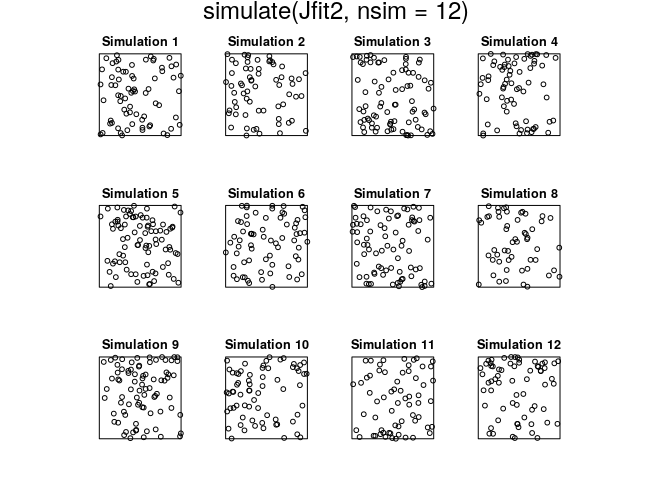 simulate(Jfit2, nsim = 12)
Simulation 1
Simulation 2
Simulation 3
Simulation 4
Simulation 5
Simulation 6
Simulation 7
Simulation 8
Simulation 9
Simulation 10
Simulation 11
Simulation 12